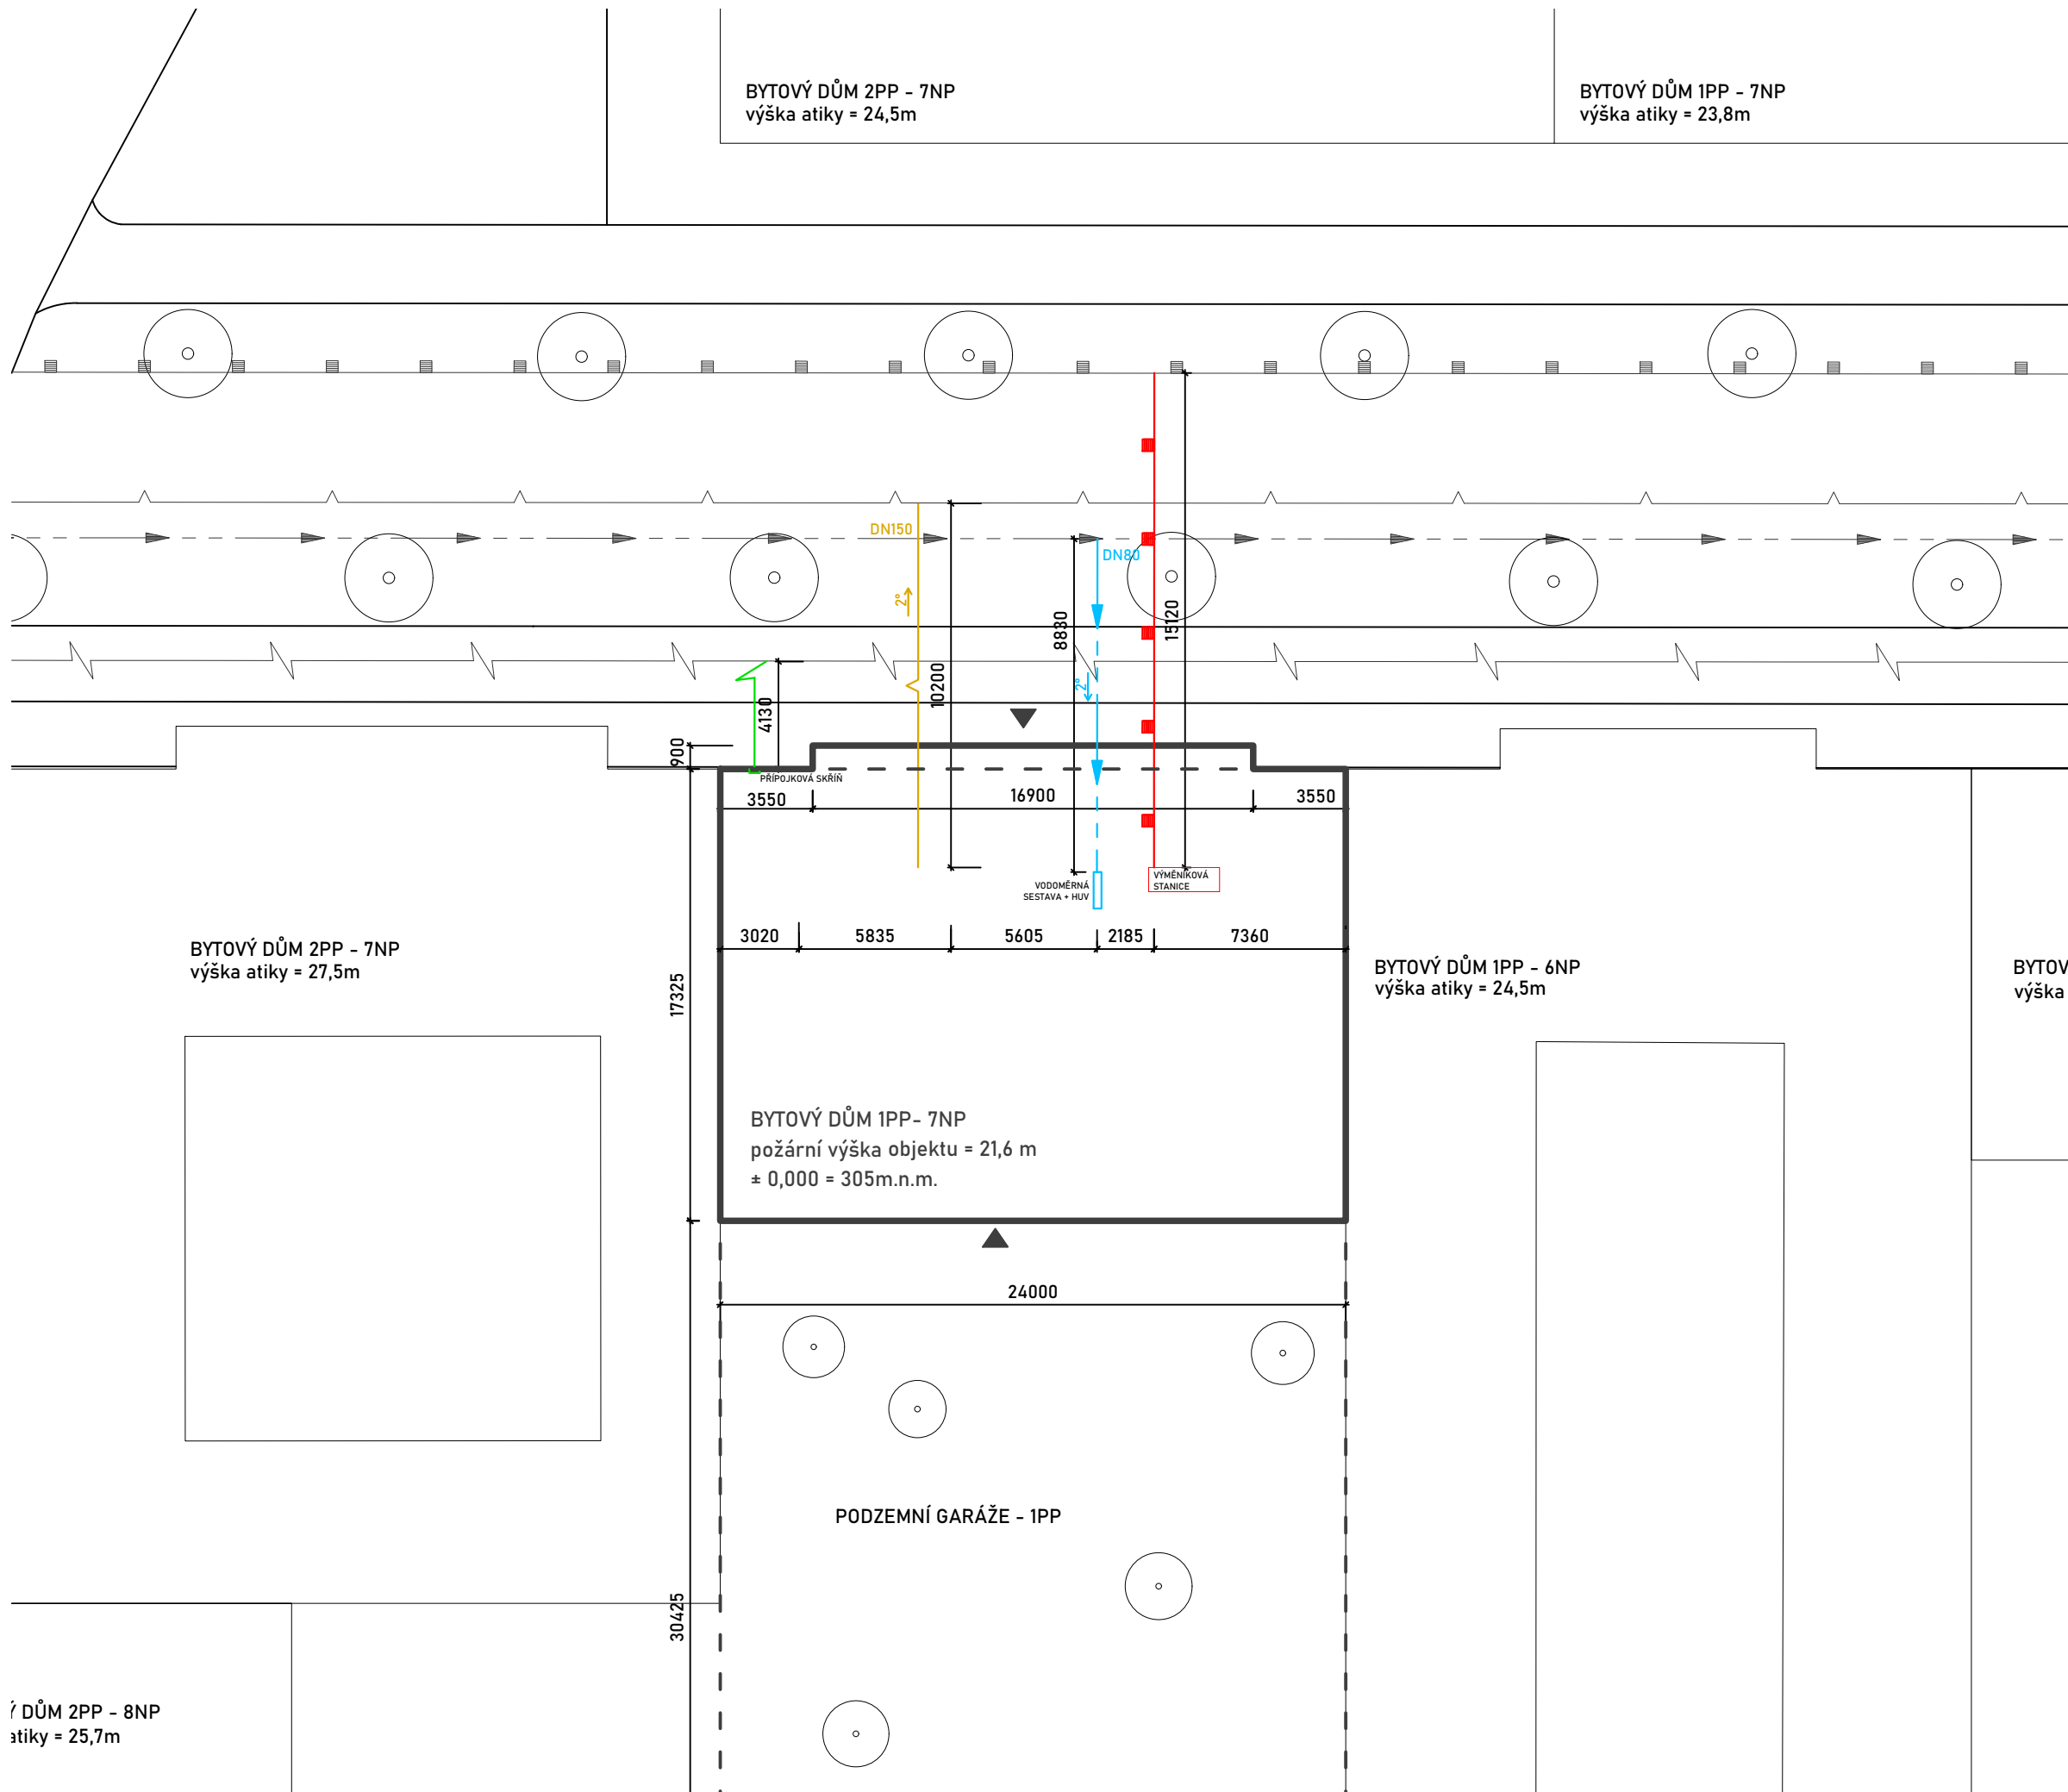 BYTOVÝ DŮM 2PP - 7NP
výška atiky = 24,5m
BYTOVÝ DŮM 1PP - 7NP
výška atiky = 23,8m
DN150
DN80
2°
8830
15120
10200
2°
4130
900
PŘÍPOJKOVÁ SKŘÍŇ
3550
16900
3550
VODOMĚRNÁ
SESTAVA + HUV
VÝMĚNÍKOVÁ
STANICE
3020
5835
5605
2185
7360
BYTOVÝ DŮM 2PP - 7NP
výška atiky = 27,5m
17325
BYTOVÝ DŮM 1PP - 6NP
výška atiky = 24,5m
BYTOV
výška
BYTOVÝ DŮM 1PP- 7NP
požární výška objektu = 21,6 m
± 0,000 = 305m.n.m.
24000
PODZEMNÍ GARÁŽE - 1PP
30425
Ý DŮM 2PP - 8NP
atiky = 25,7m